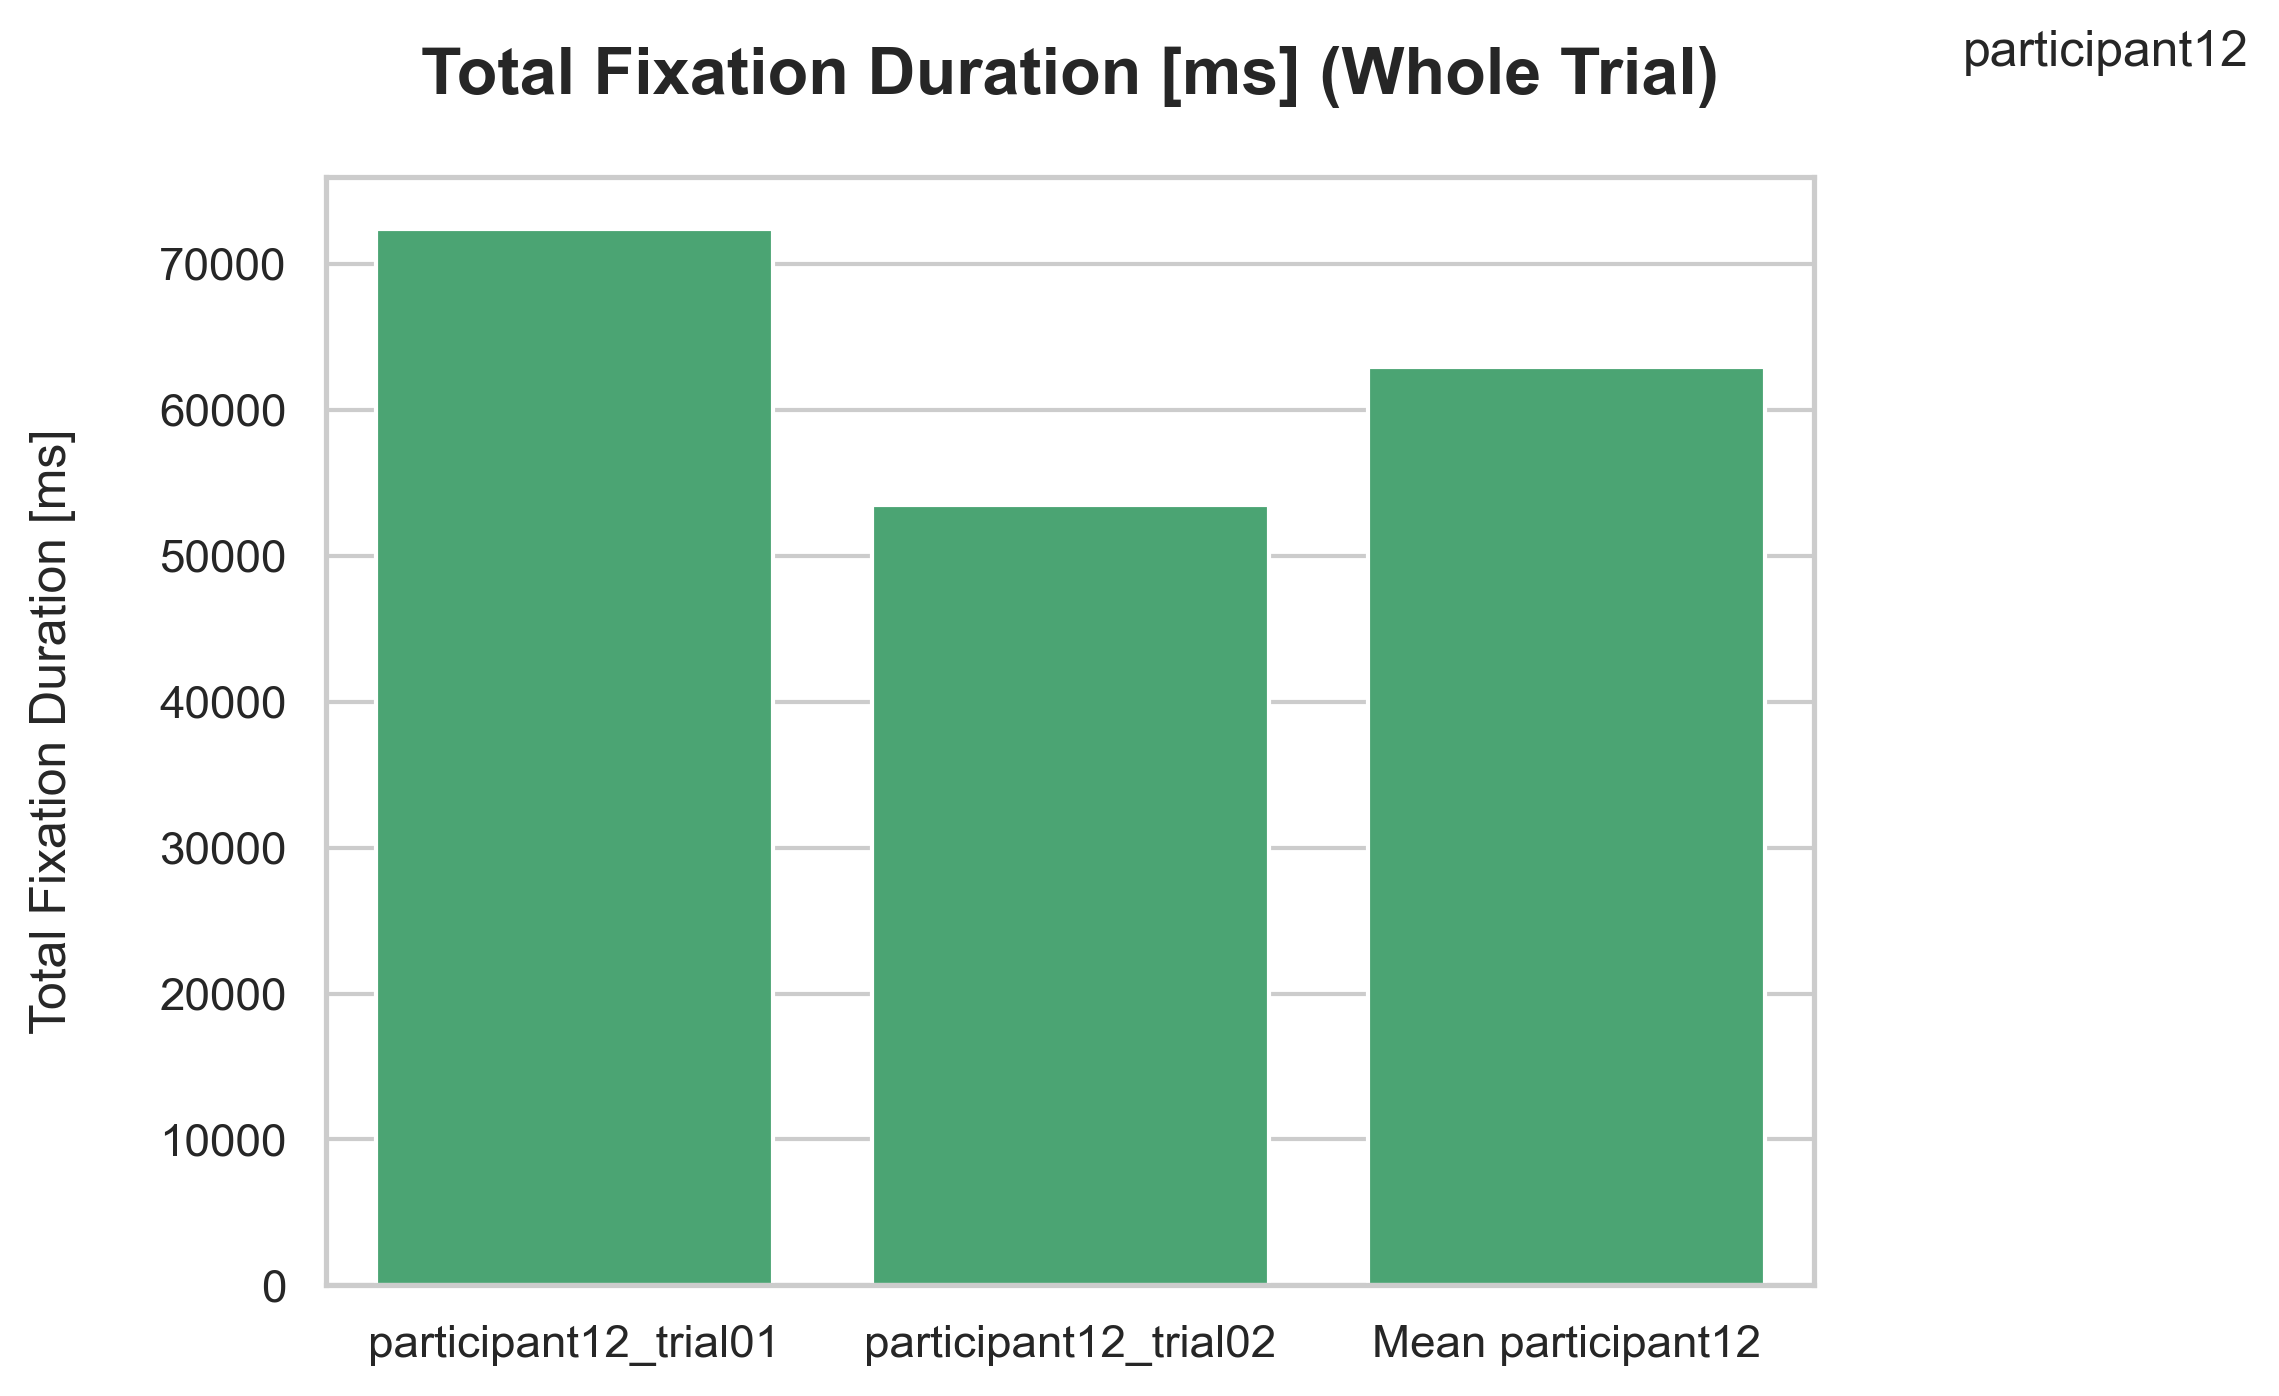 participant12
Total Fixation Duration [ms] (Whole Trial)
Total Fixation Duration [ms]
70000
60000
50000
40000
30000
20000
10000
0
participant12_trial01
participant12_trial02
Mean participant12